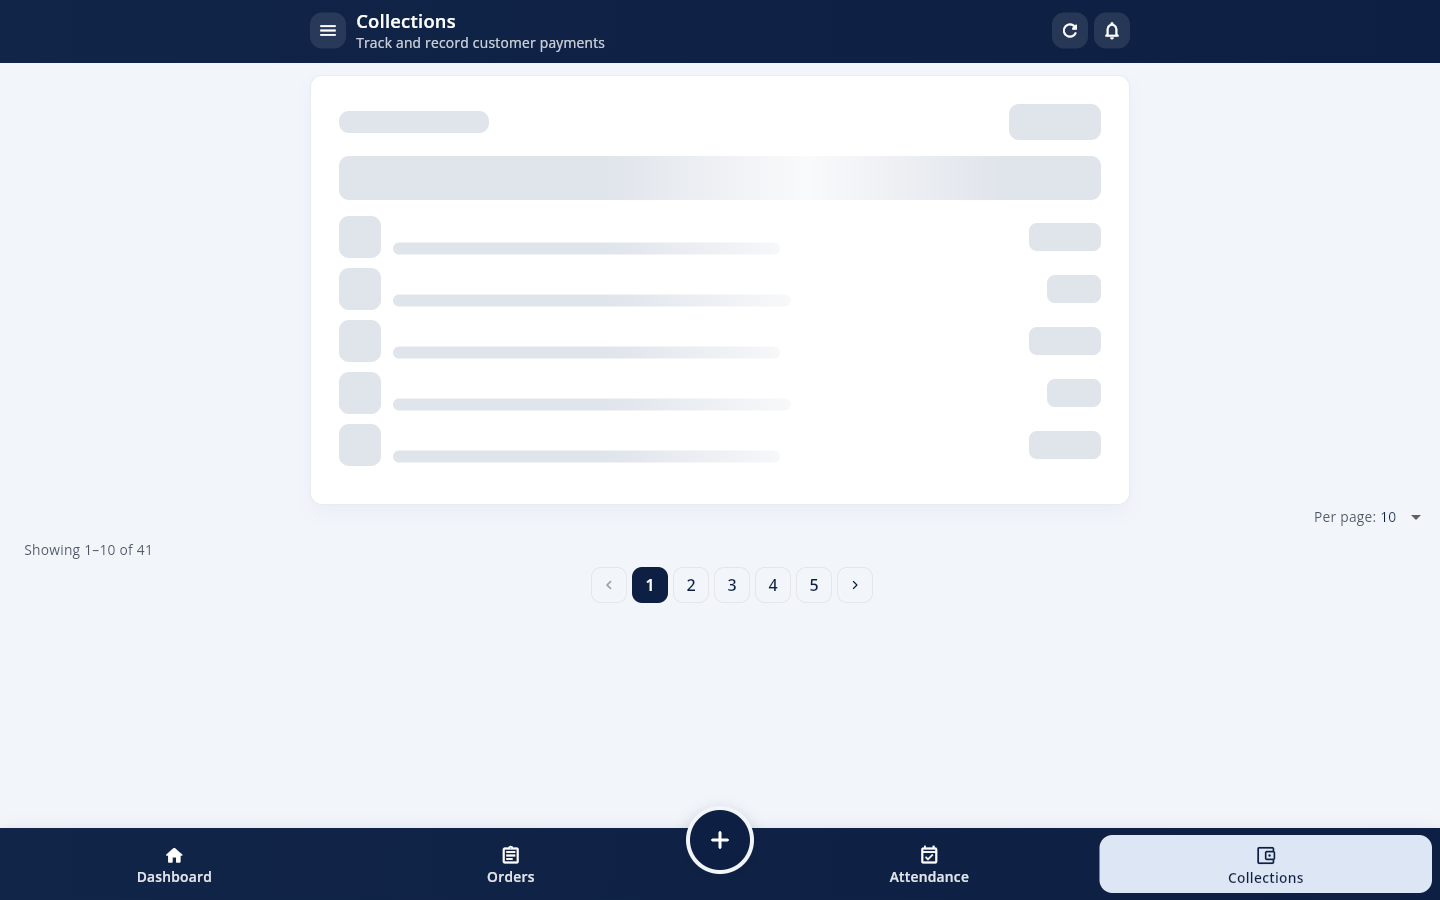 Collections
Track and record customer payments
Per page: 10
Showing 1–10 of 41
1 2 3 4 5
Dashboard
Orders
Attendance
Collections